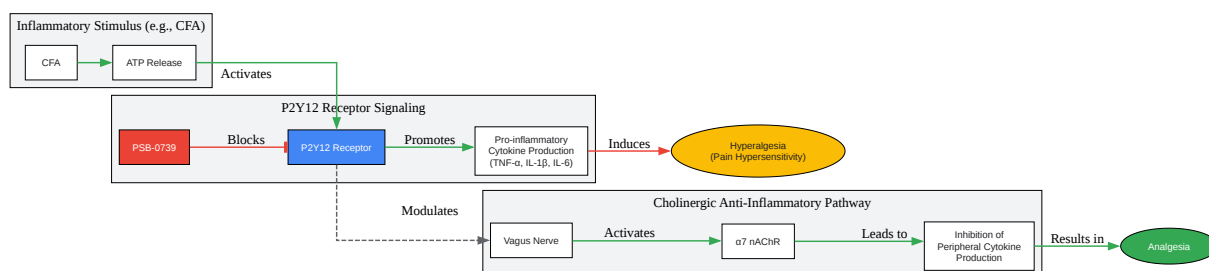 Inflammatory Stimulus (e.g., CFA)
CFA
ATP Release
Activates
P2Y12 Receptor Signaling
PSB-0739
Blocks
P2Y12 Receptor
Promotes
Pro-inflammatory
Cytokine Production
(TNF-α, IL-1β, IL-6)
Induces
Hyperalgesia
(Pain Hypersensitivity)
Modulates
Cholinergic Anti-Inflammatory Pathway
Vagus Nerve
Activates
α7 nAChR
Leads to
Inhibition of
Peripheral Cytokine
Production
Results in
Analgesia